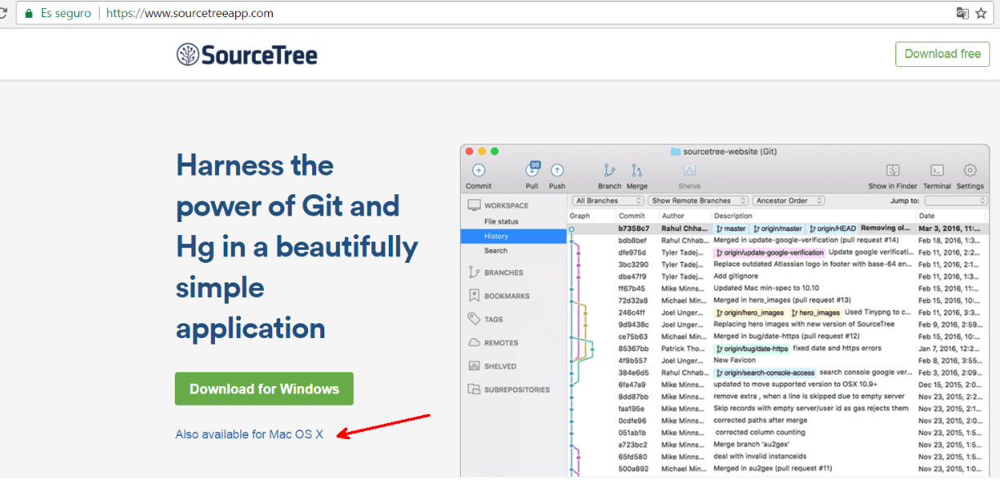 Es seguro https://www.sourcetreeapp.com
SourceTree
Download free
Harness the
power of Git and
Hg in a beautifully
simple
application
Download for Windows
Also available for Mac OS X
sourcetree-website (Git)
98
Commit Pull Push Branch Merge Shelve Show in Finder Terminal Settings
All Branches Show Remote Branches Ancestor Order Jump to:
WORKSPACE
File status
History
Search
BRANCHES
BOOKMARKS
TAGS
REMOTES
SHELVED
SUBREPOSITORIES
Graph Commit Author Description Date
b7358c7 Rahul Chha... master origin/master origin/HEAD Removing ol... Mar 3, 2016, 11:...
bdb8bef Rahul Chhab... Merged in update-google-verification (pull request #14) Feb 18, 2016, 1:3...
dfe975d Tyler Tadej... origin/update-google-verification Update google verificati... Feb 11, 2016, 2:2...
3bc3290 Tyler Tadej... Replace outdated Atlassian logo in footer with base-64 en... Feb 11, 2016, 2:1...
dba47f9 Tyler Tadej... Add gitignore Feb 11, 2016, 1:3...
ff67b45 Mike Minns... Updated Mac min-spec to 10.10 Feb 15, 2016, 11:...
72d32a8 Mike Minns... Merged in hero_images (pull request #13) Feb 15, 2016, 10:...
246c4ff Joel Unger... origin/hero_images hero_images Used Tinypng to c... Feb 11, 2016, 3:3...
9d9438c Joel Unger... Replacing hero images with new version of SourceTree Feb 9, 2016, 2:59...
ce75b63 Michael Min... Merged in bug/date-https (pull request #12) Feb 15, 2016, 10:...
85367bb Patrick Tho... origin/bug/date-https fixed date and https errors Jan 7, 2016, 12:2...
4f9b557 Joel Unger... New Favicon Feb 8, 2016, 3:55...
384e6d5 Rahul Chhab... origin/search-console-access search console google ver... Feb 3, 2016, 2:09...
6fa47a9 Mike Minns... updated to move supported version to OSX 10.9+ Dec 15, 2015, 2:0...
8dd87bb Mike Minns... remove extra , when a line is skipped due to empty server Nov 23, 2015, 2:2...
faa195e Mike Minns... Skip records with empty server/user id as gas rejects them Nov 23, 2015, 2:1...
0cdfe96 Mike Minns... corrected paths after merge Nov 23, 2015, 2:0...
051ab1b Mike Minns... corrected column counting Nov 23, 2015, 1:5...
a723bc2 Mike Minns... Merge branch 'au2gex' Nov 23, 2015, 1:5...
65fd580 Mike Minns... deal with invalid instanceids Nov 23, 2015, 1:5...
500a892 Michael Min... Merged in au2gex (pull request #11) Nov 23, 2015, 1:0...